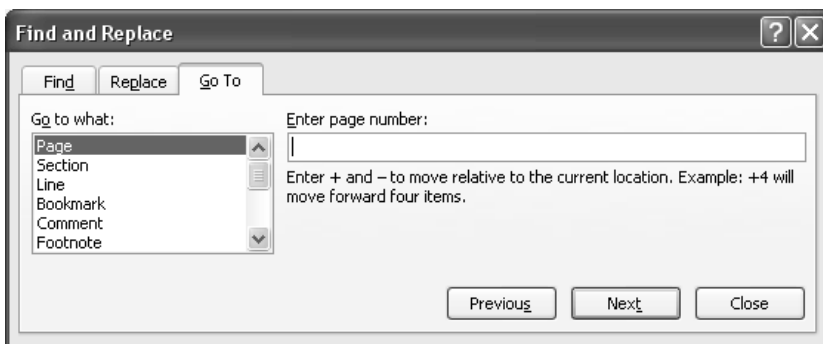 Find and Replace
Find Replace Go To
Go to what:
Page
Section
Line
Bookmark
Comment
Footnote
Enter page number:
Enter + and – to move relative to the current location. Example: +4 will
move forward four items.
Previous Next Close